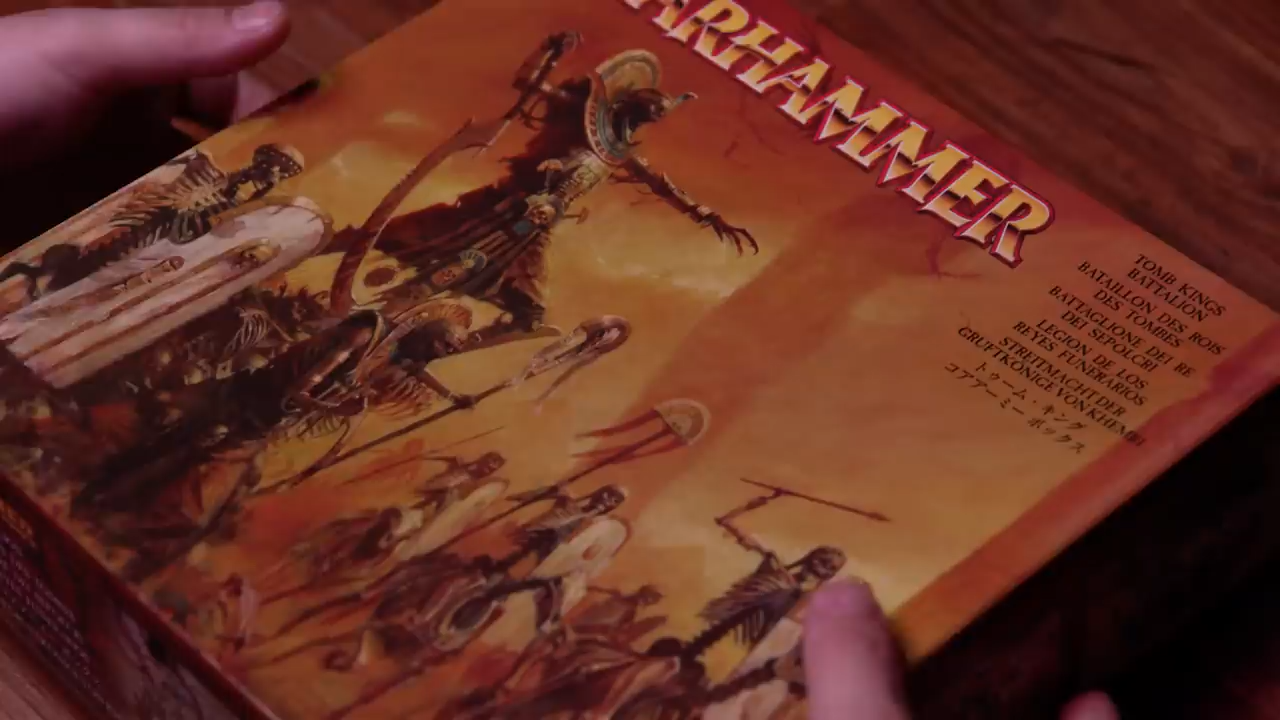 ARHAMMER
TOMB KINGS
BATTALION
BATAILLON DES ROIS
DES TOMBES
BATTAGLIONE DEI RE
DEI SEPOLCRI
LEGION DE LOS
REYES FUNERARIOS
STREITMACHT DER
GRUFTKÖNIGE VON KHEMRI
トゥーム・キング
コアアーミーボックス